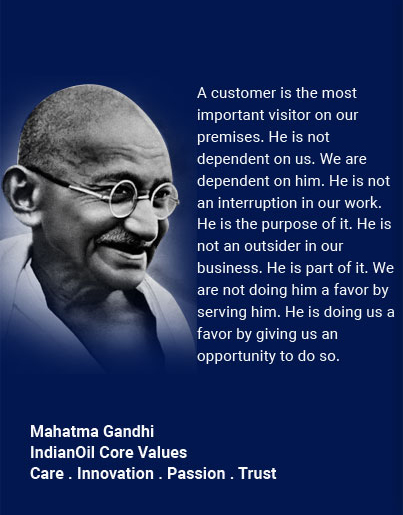 A customer is the most
important visitor on our
premises. He is not
dependent on us. We are
dependent on him. He is not
an interruption in our work.
He is the purpose of it. He is
not an outsider in our
business. He is part of it. We
are not doing him a favor by
serving him. He is doing us a
favor by giving us an
opportunity to do so.
Mahatma Gandhi
IndianOil Core Values
Care . Innovation . Passion . Trust